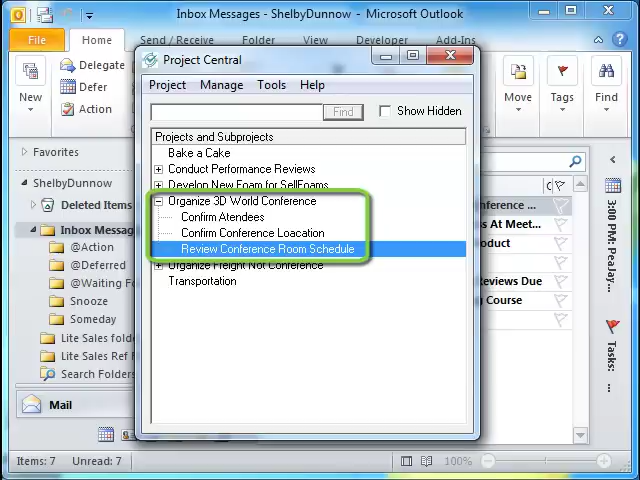 Inbox Messages - ShelbyDunnow - Microsoft Outlook
File Home Send / Receive Folder View Developer Add-Ins
New
Delegate
Defer
Action
Move
Tags
Find
Favorites
ShelbyDunnow
Deleted Items
Inbox Messag
@Action
@Deferred
@Waiting Fo
Snooze
Someday
Lite Sales folder
Lite Sales Ref
Search Folders
Mail
Project Central
Project Manage Tools Help
Find
Show Hidden
Projects and Subprojects
Bake a Cake
Conduct Performance Reviews
Develop New Foam for SellFoams
Organize 3D World Conference
Confirm Atendees
Confirm Conference Loacation
Review Conference Room Schedule
Organize Freight Not Conference
Transportation
onference ...
ss At Meet...
oduct
Reviews Due
Course
3:00 PM: PeaJay...
Tasks: ...
Items: 7 Unread: 7
100%